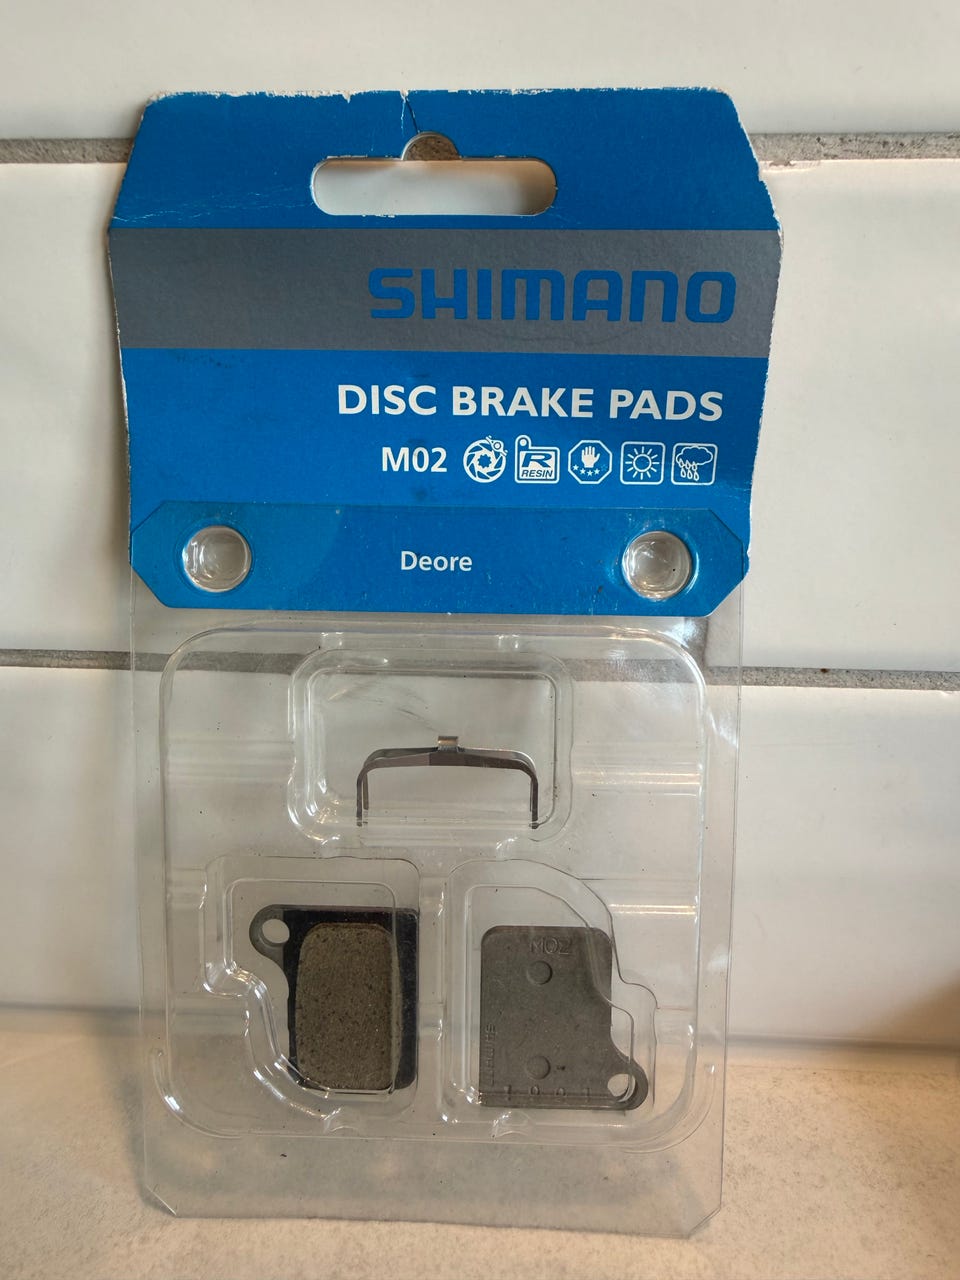 SHIMANO
DISC BRAKE PADS
M02
R
RESIN
Deore
M02